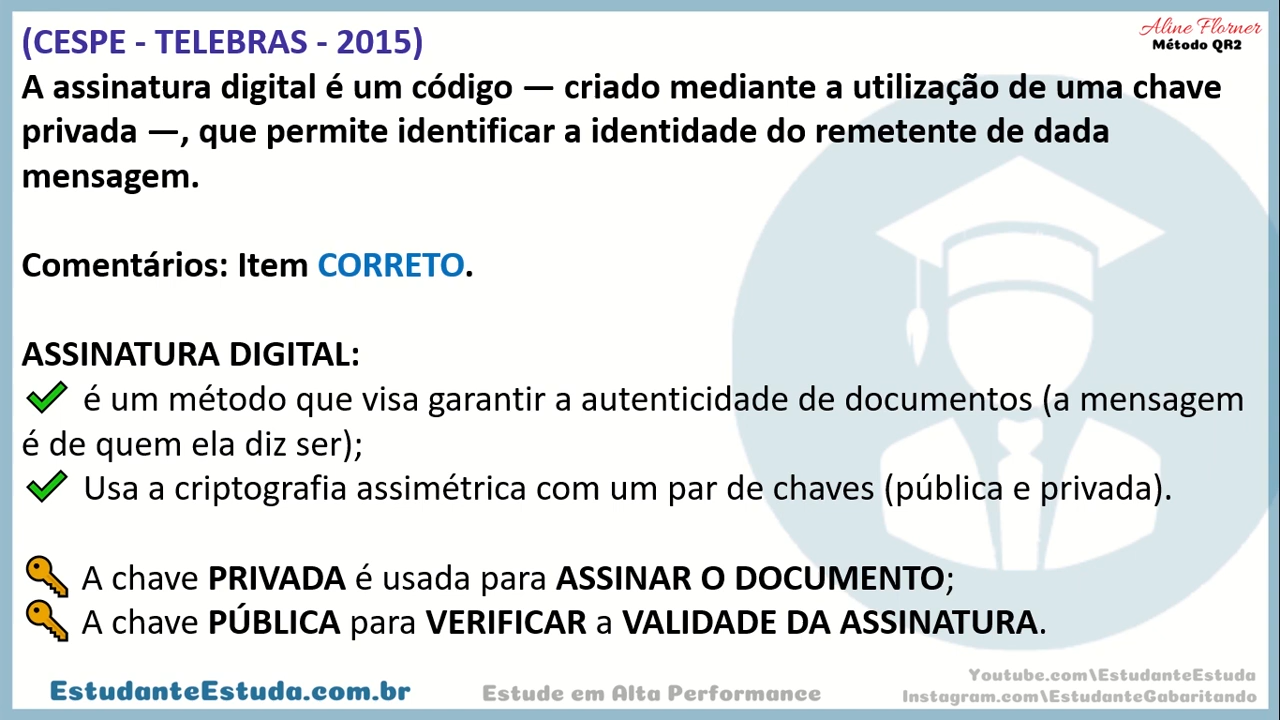 (CESPE - TELEBRAS - 2015)
Aline Florner
Método QR2
A assinatura digital é um código — criado mediante a utilização de uma chave
privada —, que permite identificar a identidade do remetente de dada
mensagem.
Comentários: Item CORRETO.
ASSINATURA DIGITAL:
✔ é um método que visa garantir a autenticidade de documentos (a mensagem
é de quem ela diz ser);
✔ Usa a criptografia assimétrica com um par de chaves (pública e privada).
A chave PRIVADA é usada para ASSINAR O DOCUMENTO;
A chave PÚBLICA para VERIFICAR a VALIDADE DA ASSINATURA.
EstudanteEstuda.com.br
Estude em Alta Performance
Youtube.com\EstudanteEstuda
Instagram.com\EstudanteGabaritando